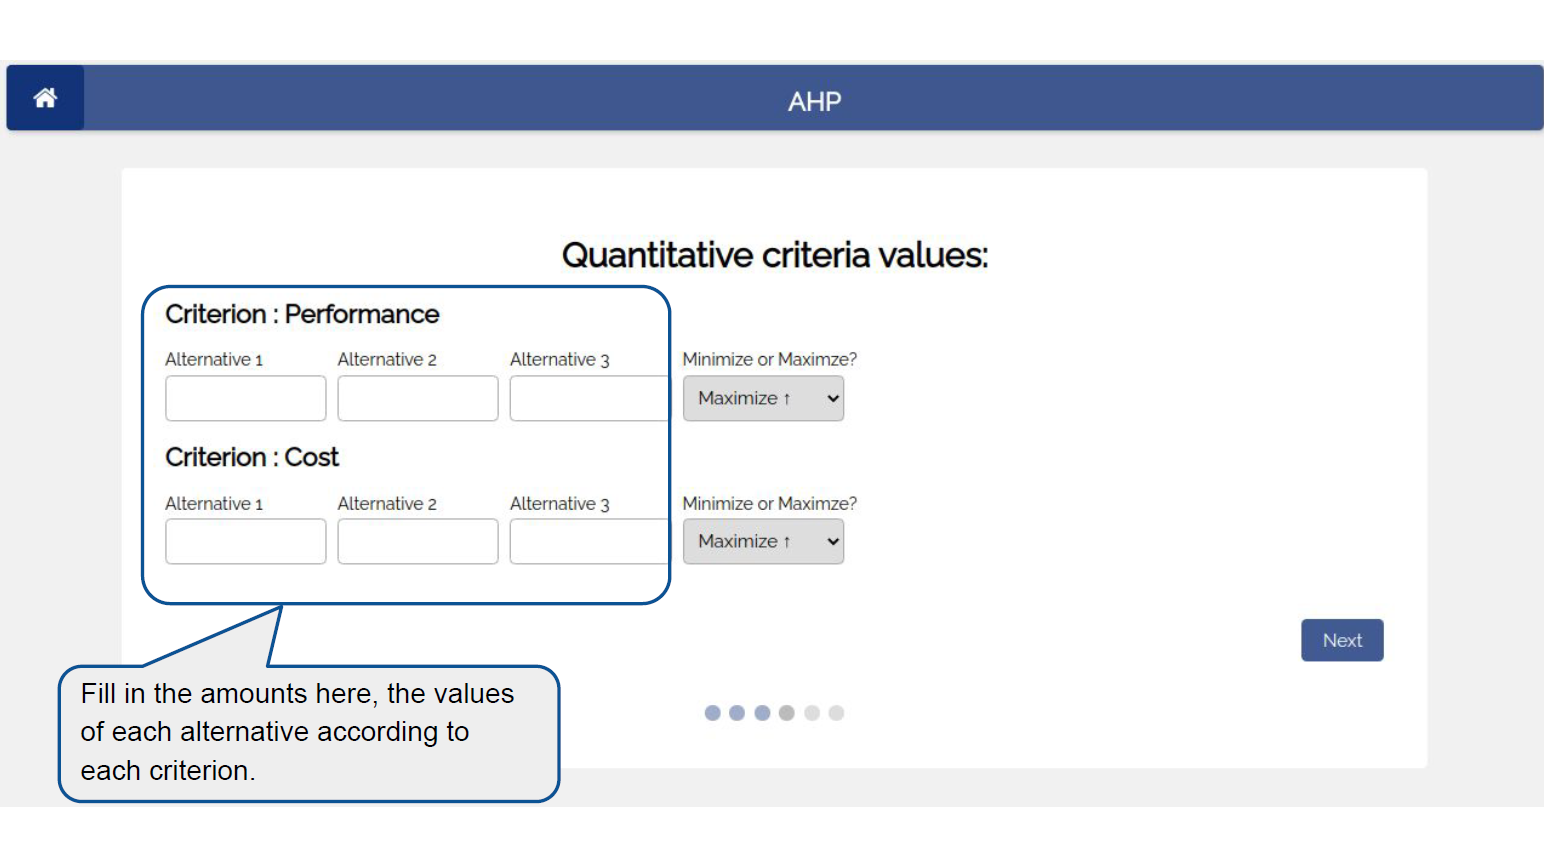 AHP
Quantitative criteria values:
Criterion : Performance
Alternative 1 Alternative 2 Alternative 3 Minimize or Maximze?
Maximize ↑
Criterion : Cost
Alternative 1 Alternative 2 Alternative 3 Minimize or Maximze?
Maximize ↑
Next
Fill in the amounts here, the values
of each alternative according to
each criterion.